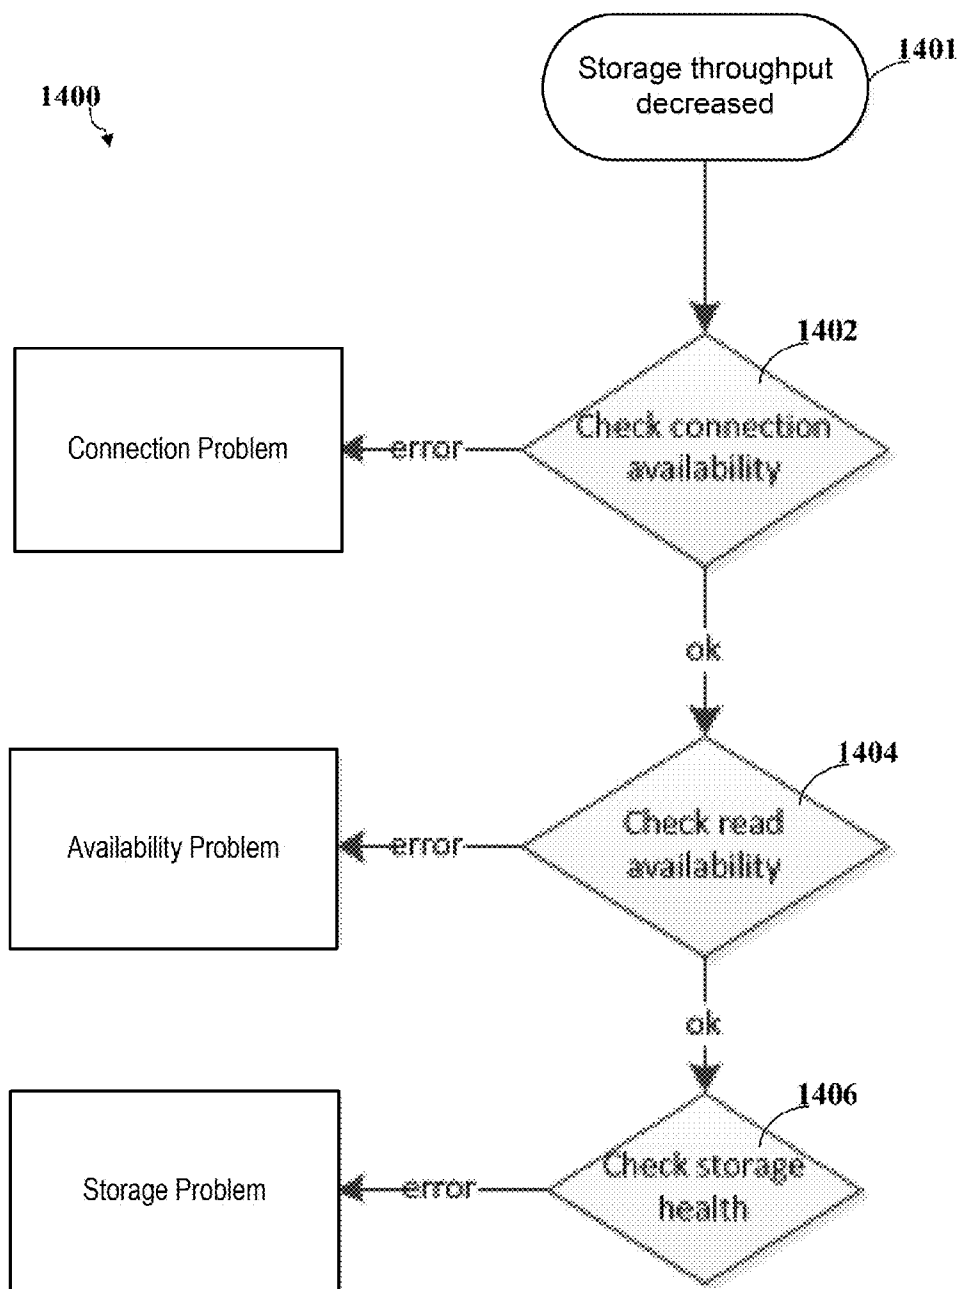 1401
Storage throughput
decreased
1400
1402
Check connection
availability
error
Connection Problem
ok
1404
Check read
availability
error
Availability Problem
ok
1406
Check storage
health
error
Storage Problem